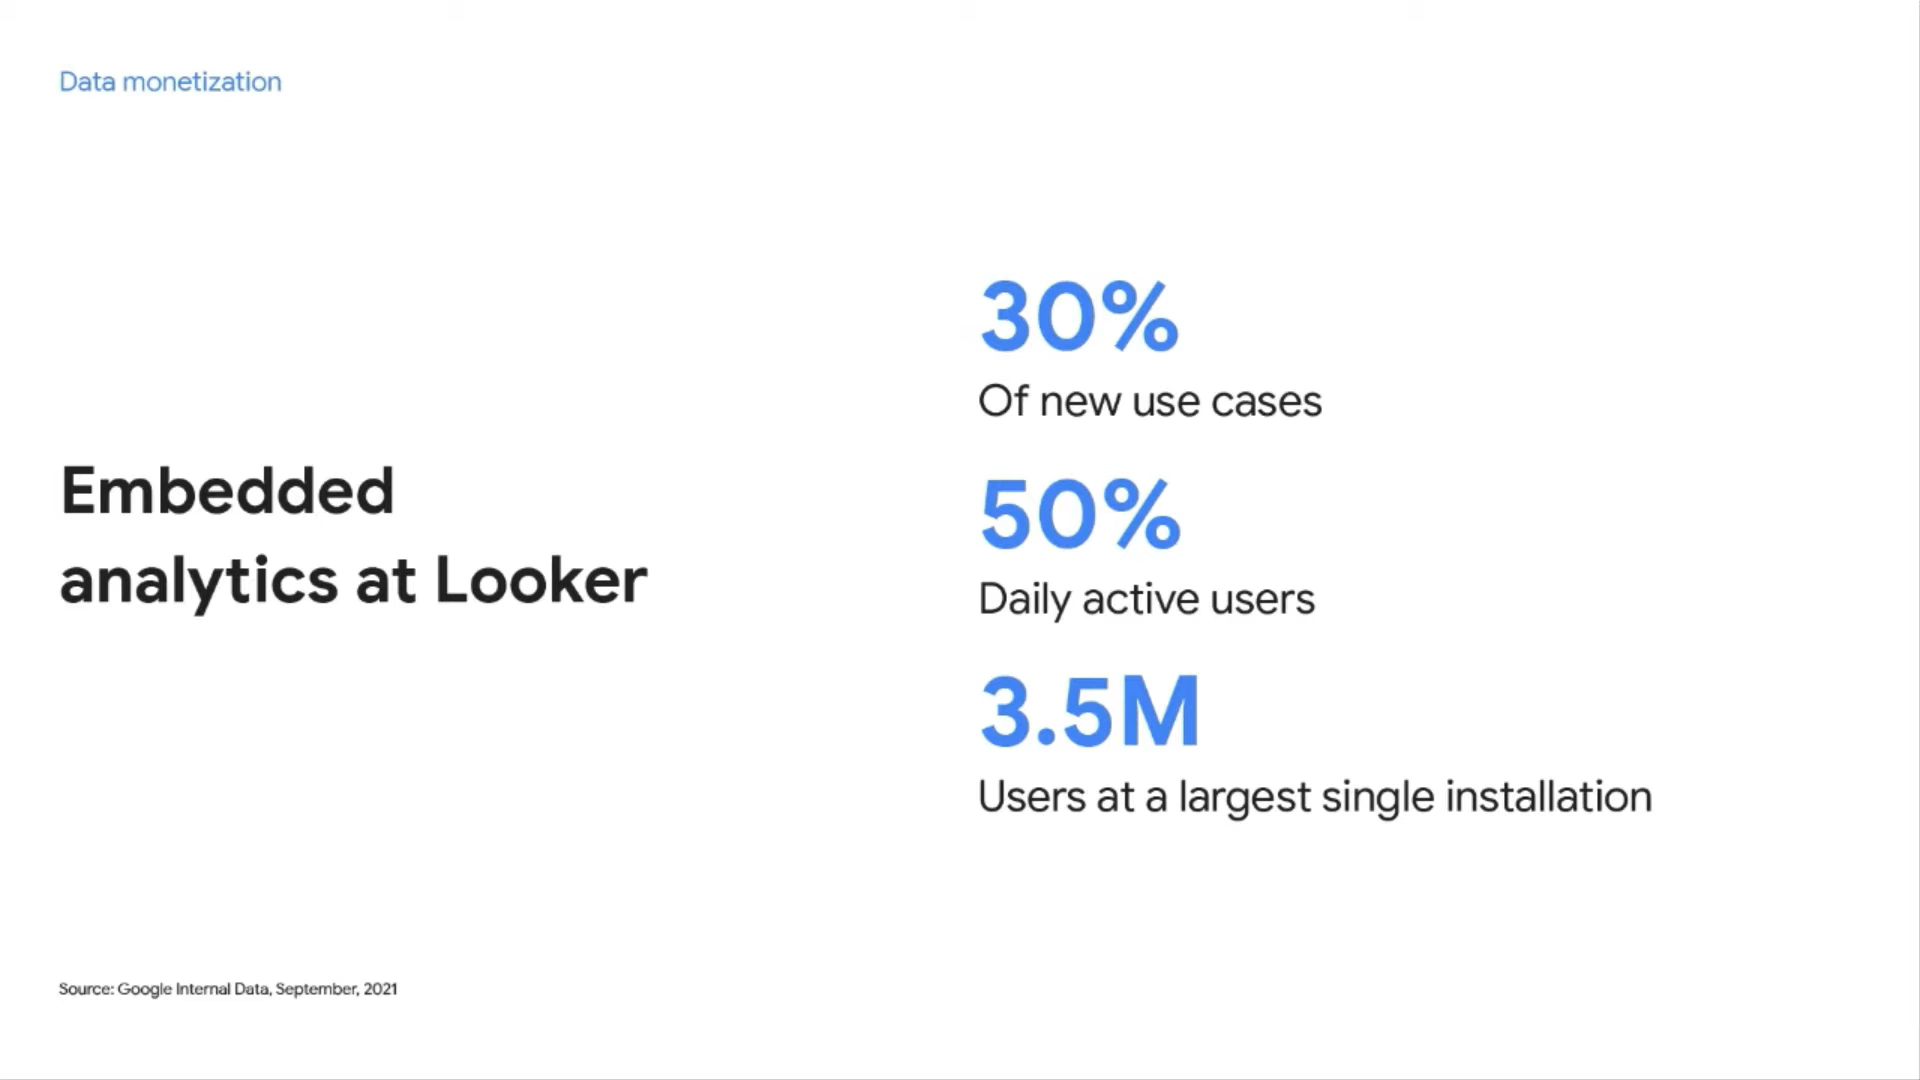 Data monetization
Embedded
analytics at Looker
30%
Of new use cases
50%
Daily active users
3.5M
Users at a largest single installation
Source: Google Internal Data, September, 2021